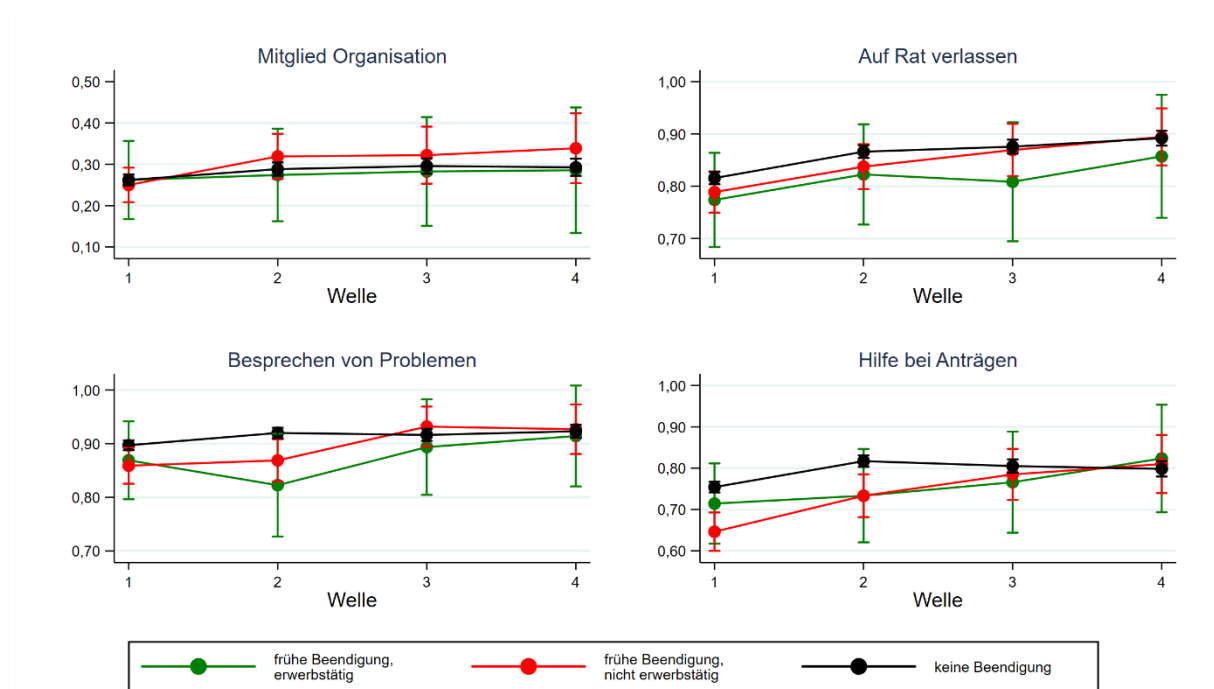 Mitglied Organisation
0,50
0,40
0,30
0,20
0,10
1 2 3 4
Welle
Auf Rat verlassen
1,00
0,90
0,80
0,70
1 2 3 4
Welle
Besprechen von Problemen
1,00
0,90
0,80
0,70
1 2 3 4
Welle
Hilfe bei Anträgen
1,00
0,90
0,80
0,70
0,60
1 2 3 4
Welle
frühe Beendigung,
erwerbstätig
frühe Beendigung,
nicht erwerbstätig
keine Beendigung